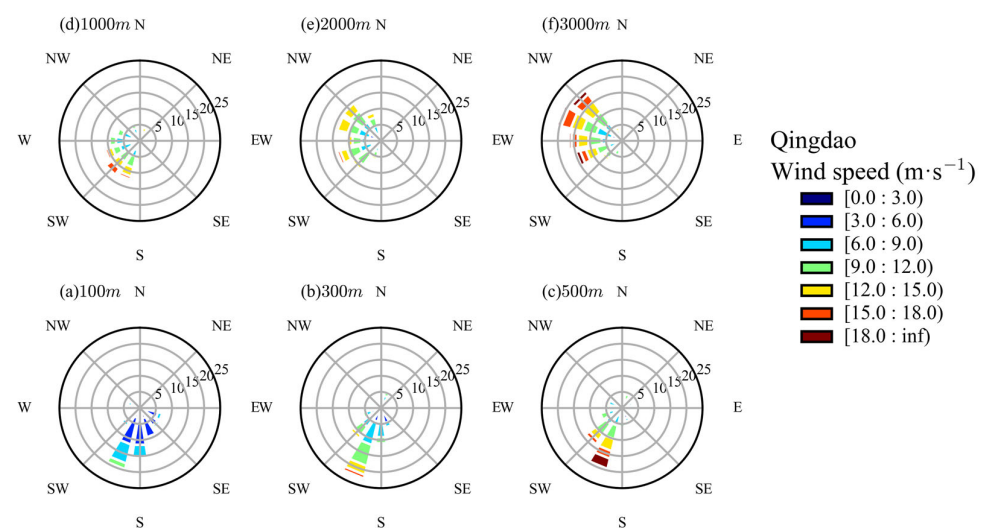 (d)1000m N
(e)2000m N
(f)3000m N
NW NE NW NE NW NE
5 10 15 20 25
5 10 15 20 25
5 10 15 20 25
W EW EW E
SW SE SW SE SW SE
S S S
(a)100m N
(b)300m N
(c)500m N
NW NE NW NE NW NE
5 10 15 20 25
5 10 15 20 25
5 10 15 20 25
W EW EW E
SW SE SW SE SW SE
S S S
Qingdao
Wind speed (m·s⁻¹)
[0.0 : 3.0)
[3.0 : 6.0)
[6.0 : 9.0)
[9.0 : 12.0)
[12.0 : 15.0)
[15.0 : 18.0)
[18.0 : inf)